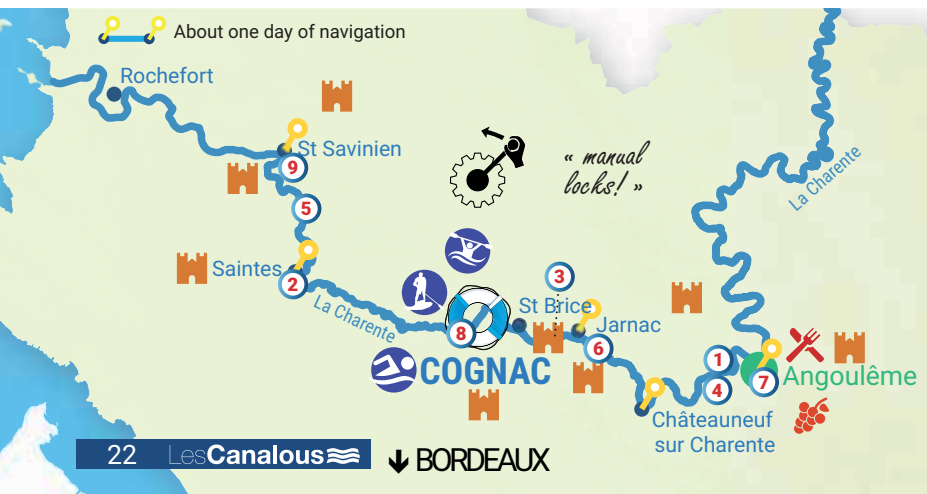 About one day of navigation
Rochefort
St Savinien
9
« manual
locks! »
La Charente
5
Saintes
2
La Charente
3
St Brice
8
Jarnac
6
COGNAC
1
4
7
Angoulême
Châteauneuf
sur Charente
22 LesCanalous
BORDEAUX